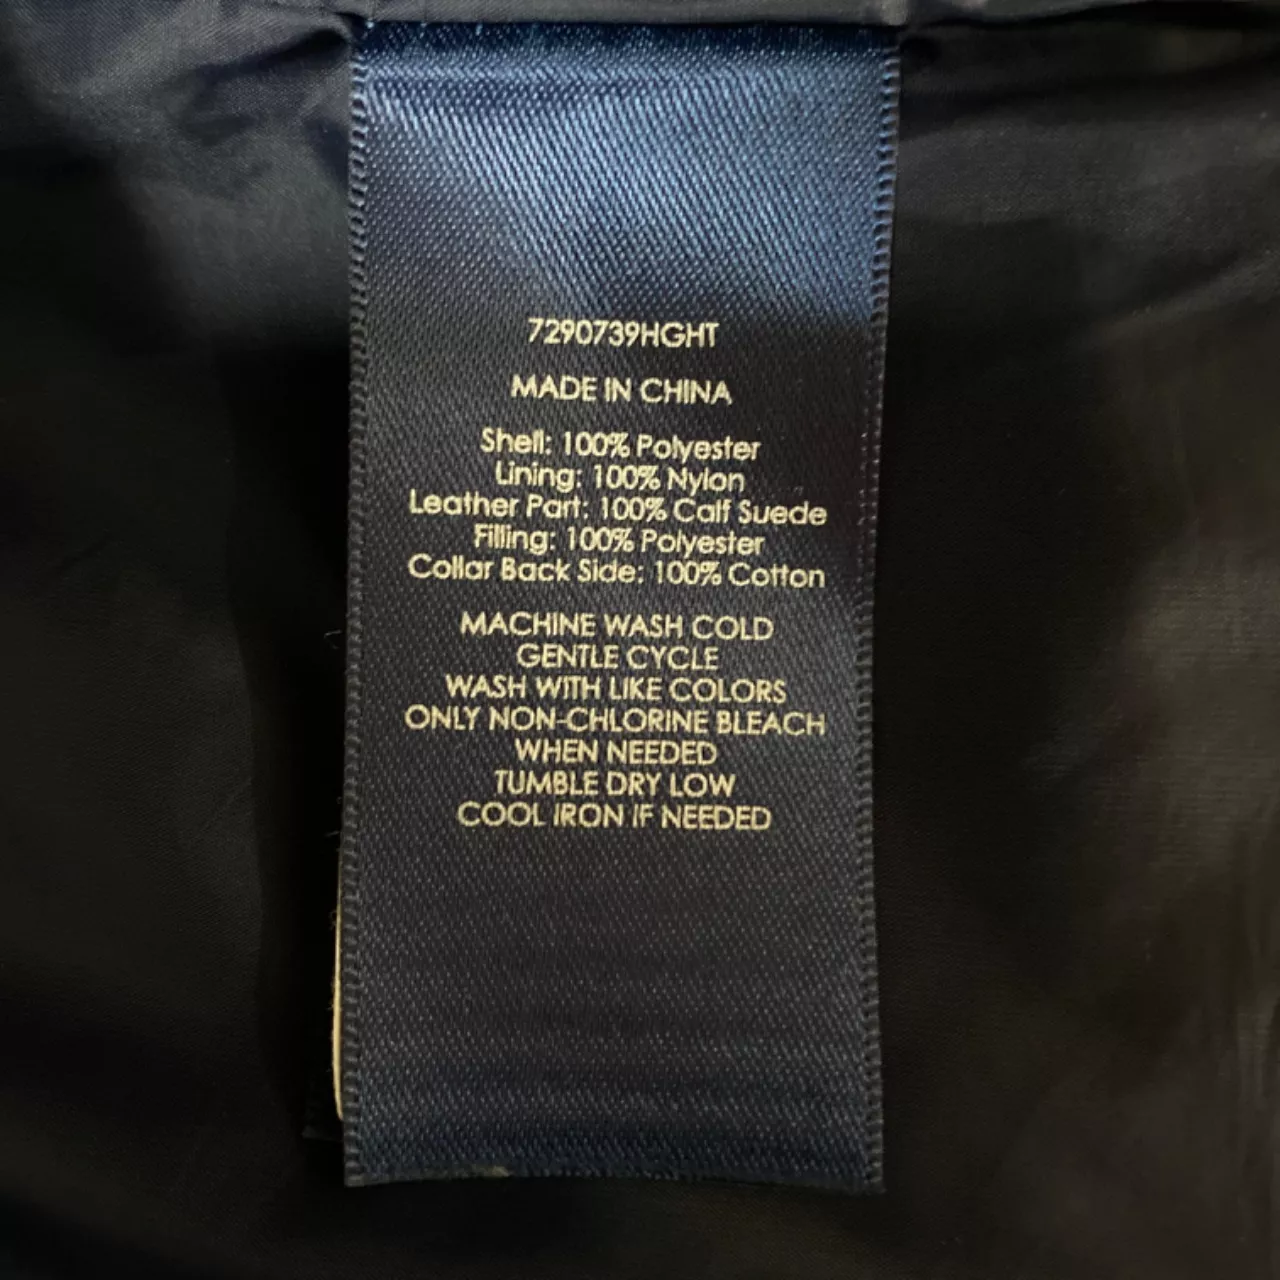 7290739HGHT
MADE IN CHINA
Shell: 100% Polyester
Lining: 100% Nylon
Leather Part: 100% Calf Suede
Filling: 100% Polyester
Collar Back Side: 100% Cotton
MACHINE WASH COLD
GENTLE CYCLE
WASH WITH LIKE COLORS
ONLY NON-CHLORINE BLEACH
WHEN NEEDED
TUMBLE DRY LOW
COOL IRON IF NEEDED